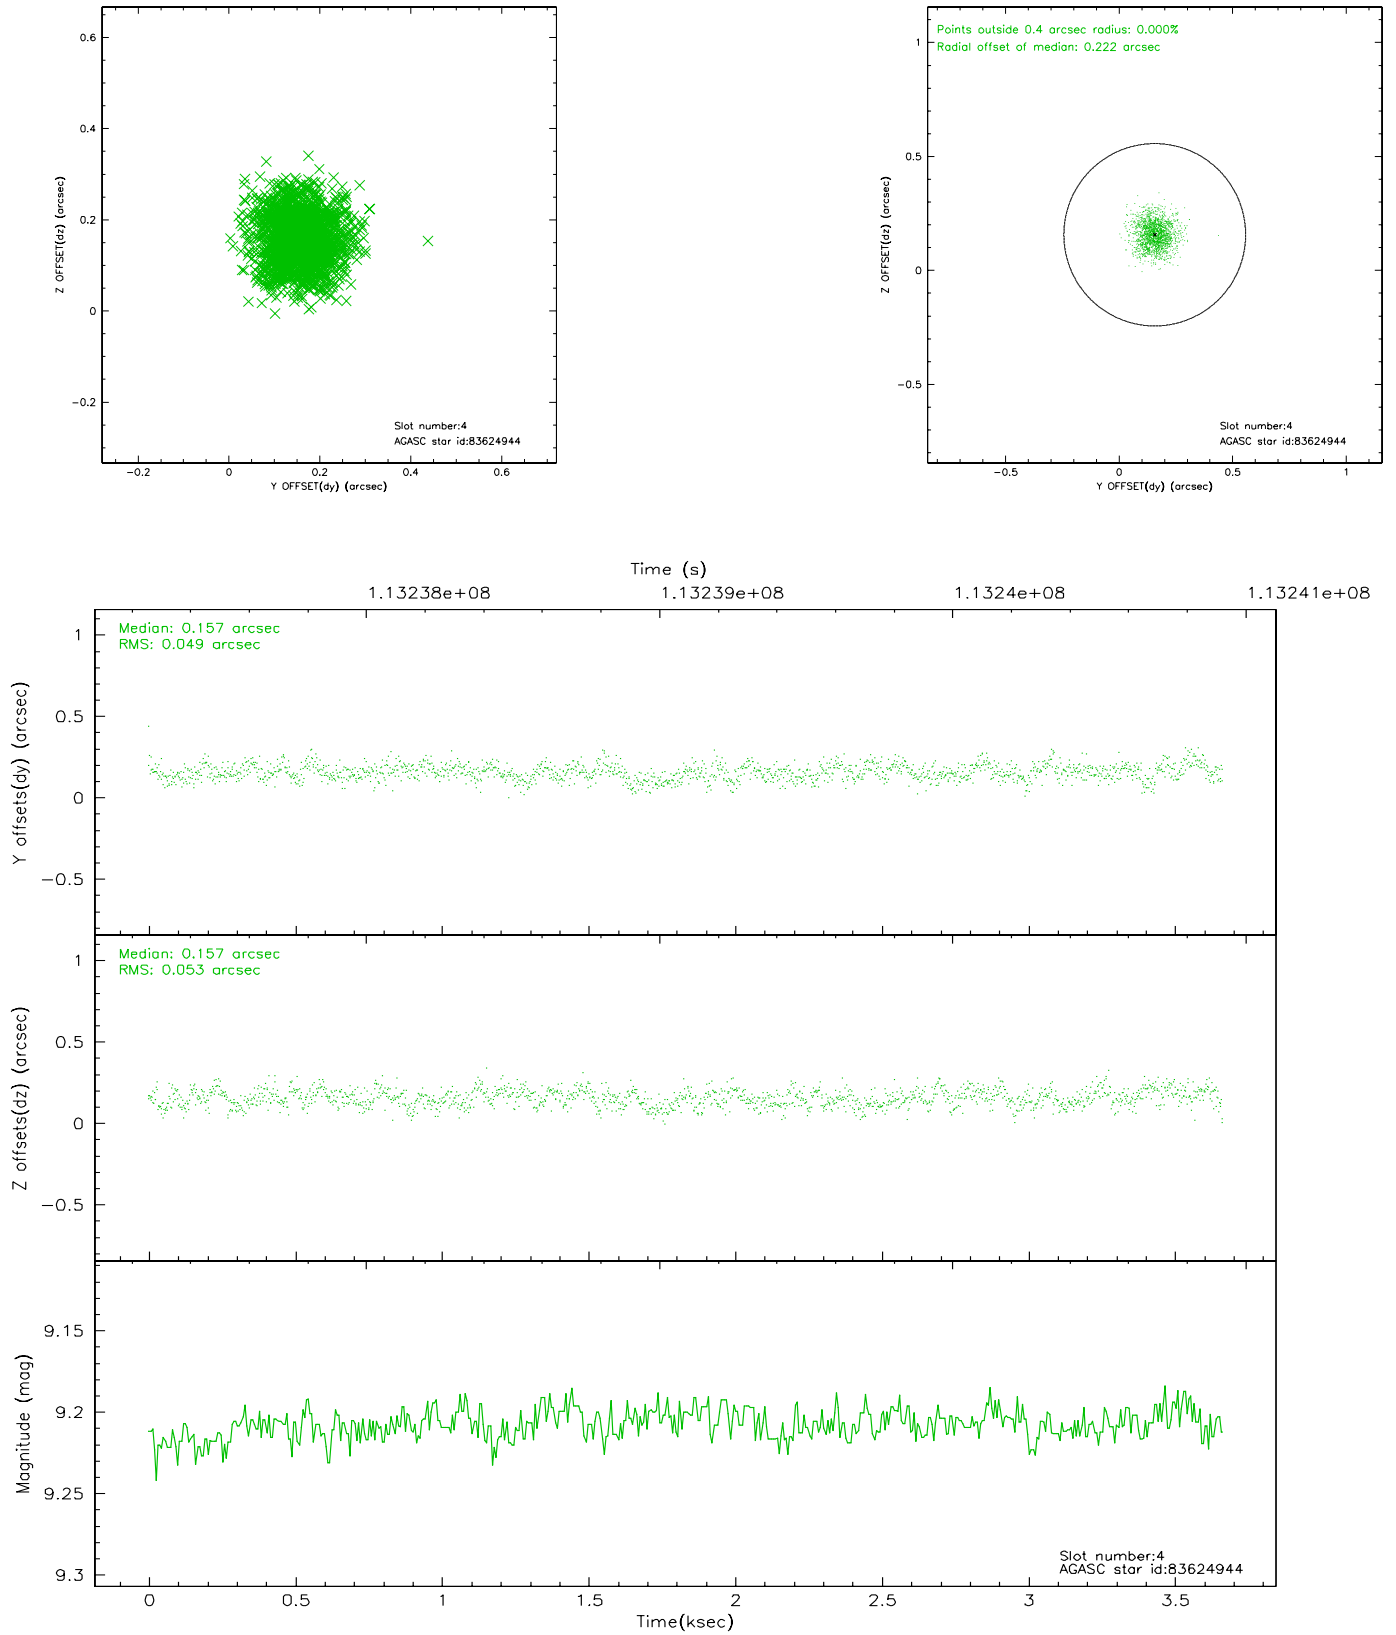 0.6
0.4
0.2
0
−0.2
Z OFFSET(dz) (arcsec)
Slot number:4
AGASC star id:83624944
−0.2 0 0.2 0.4 0.6
Y OFFSET(dy) (arcsec)
Points outside 0.4 arcsec radius: 0.000%
Radial offset of median: 0.222 arcsec
1
0.5
0
−0.5
Z OFFSET(dz) (arcsec)
Slot number:4
AGASC star id:83624944
−0.5 0 0.5 1
Y OFFSET(dy) (arcsec)
Time (s)
1.13238e+08 1.13239e+08 1.1324e+08 1.13241e+08
Median: 0.157 arcsec
RMS: 0.049 arcsec
1
0.5
0
−0.5
Y offsets(dy) (arcsec)
Median: 0.157 arcsec
RMS: 0.053 arcsec
1
0.5
0
−0.5
Z offsets(dz) (arcsec)
9.15
9.2
9.25
9.3
Magnitude (mag)
Slot number:4
AGASC star id:83624944
0 0.5 1 1.5 2 2.5 3 3.5
Time(ksec)